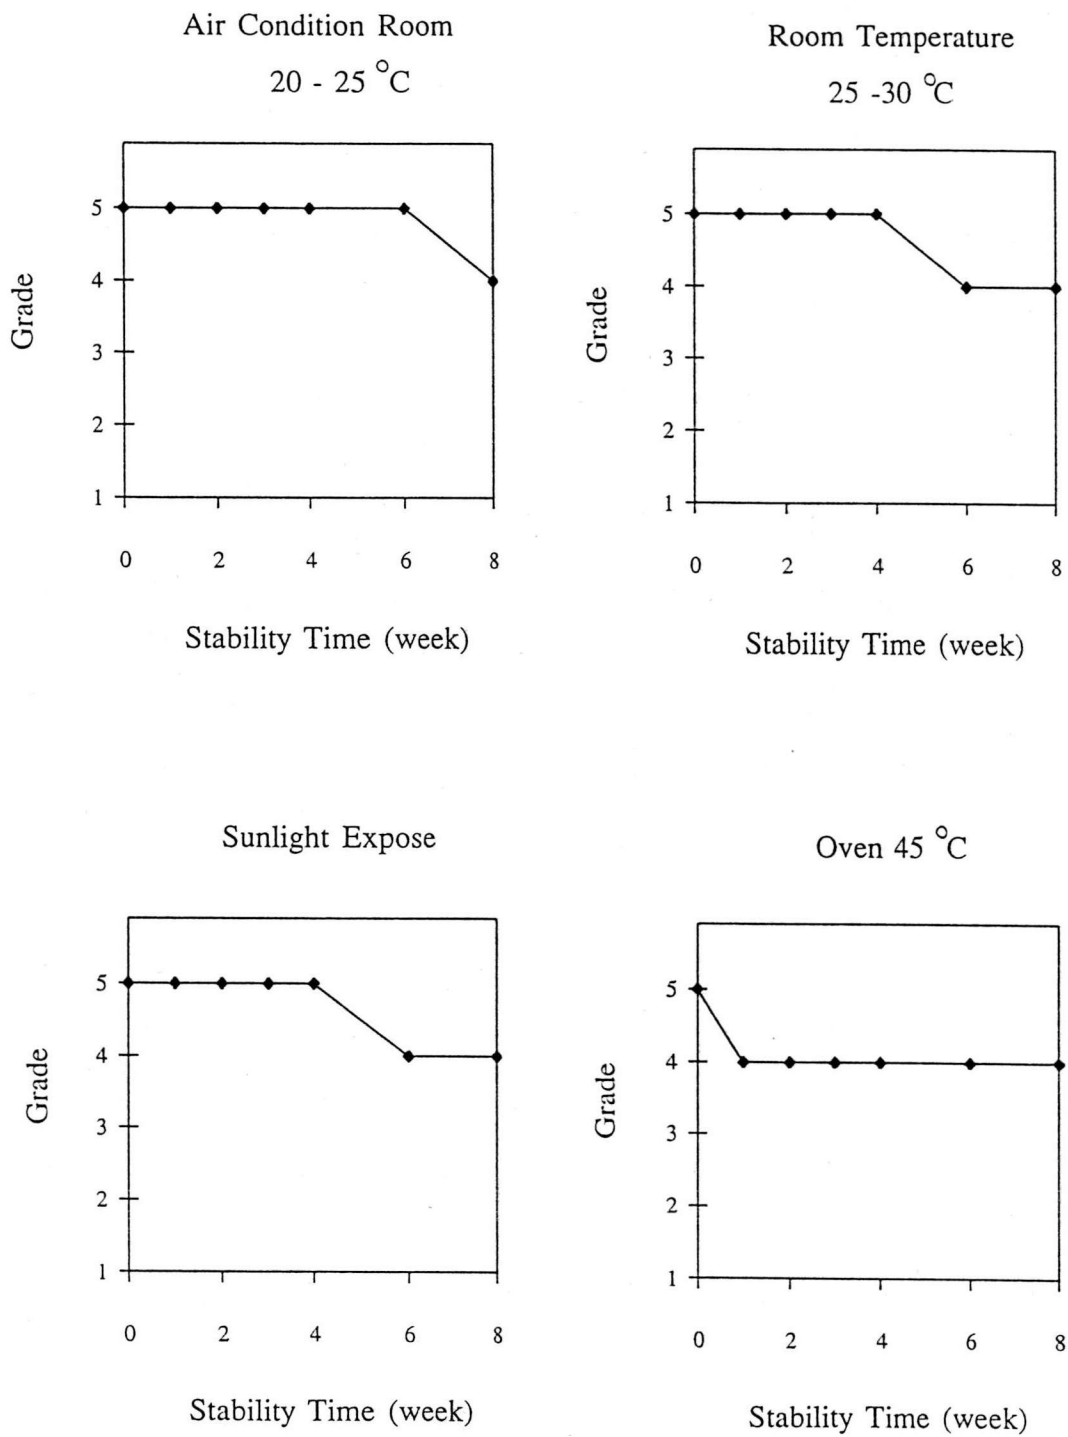 Air Condition Room
20 - 25 °C
5
4
3
2
1
Grade
0 2 4 6 8
Stability Time (week)
Room Temperature
25 -30 °C
5
4
3
2
1
Grade
0 2 4 6 8
Stability Time (week)
Sunlight Expose
5
4
3
2
1
Grade
0 2 4 6 8
Stability Time (week)
Oven 45 °C
5
4
3
2
1
Grade
0 2 4 6 8
Stability Time (week)